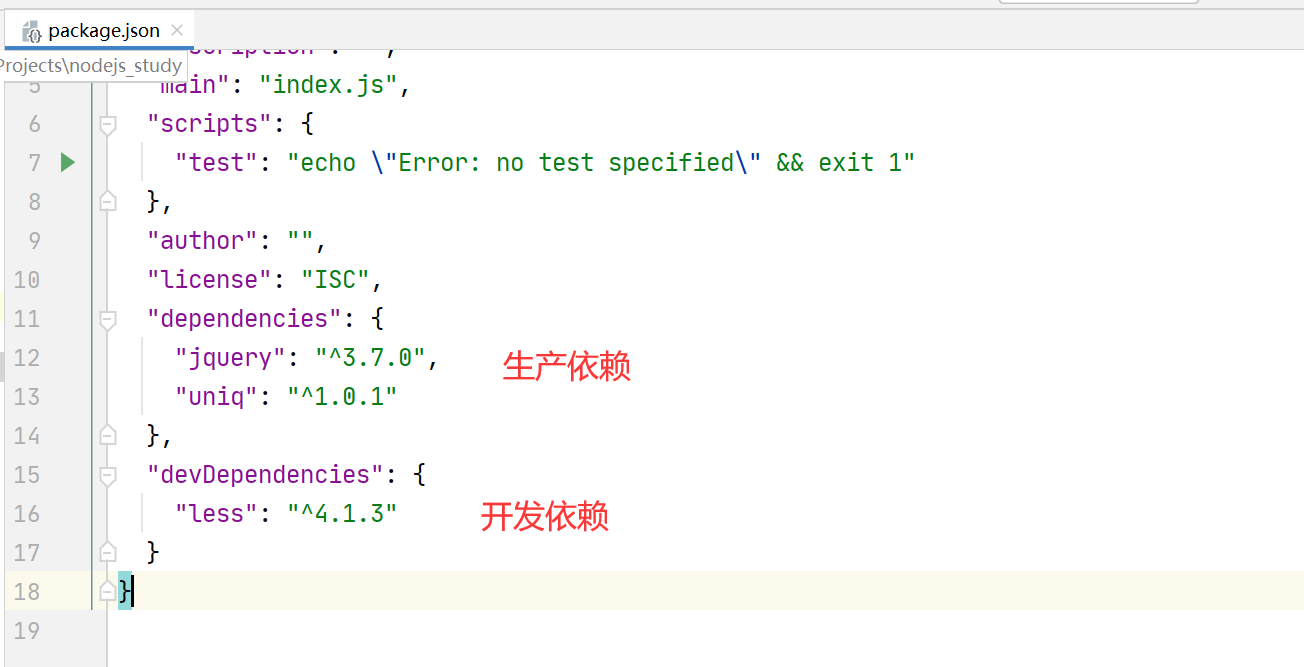 package.json
Projects\nodejs_study
5 "main": "index.js",
6 "scripts": {
7 "test": "echo \"Error: no test specified\" && exit 1"
8 },
9 "author": "",
10 "license": "ISC",
11 "dependencies": {
12 "jquery": "^3.7.0", 生产依赖
13 "uniq": "^1.0.1"
14 },
15 "devDependencies": {
16 "less": "^4.1.3" 开发依赖
17 }
18 }
19